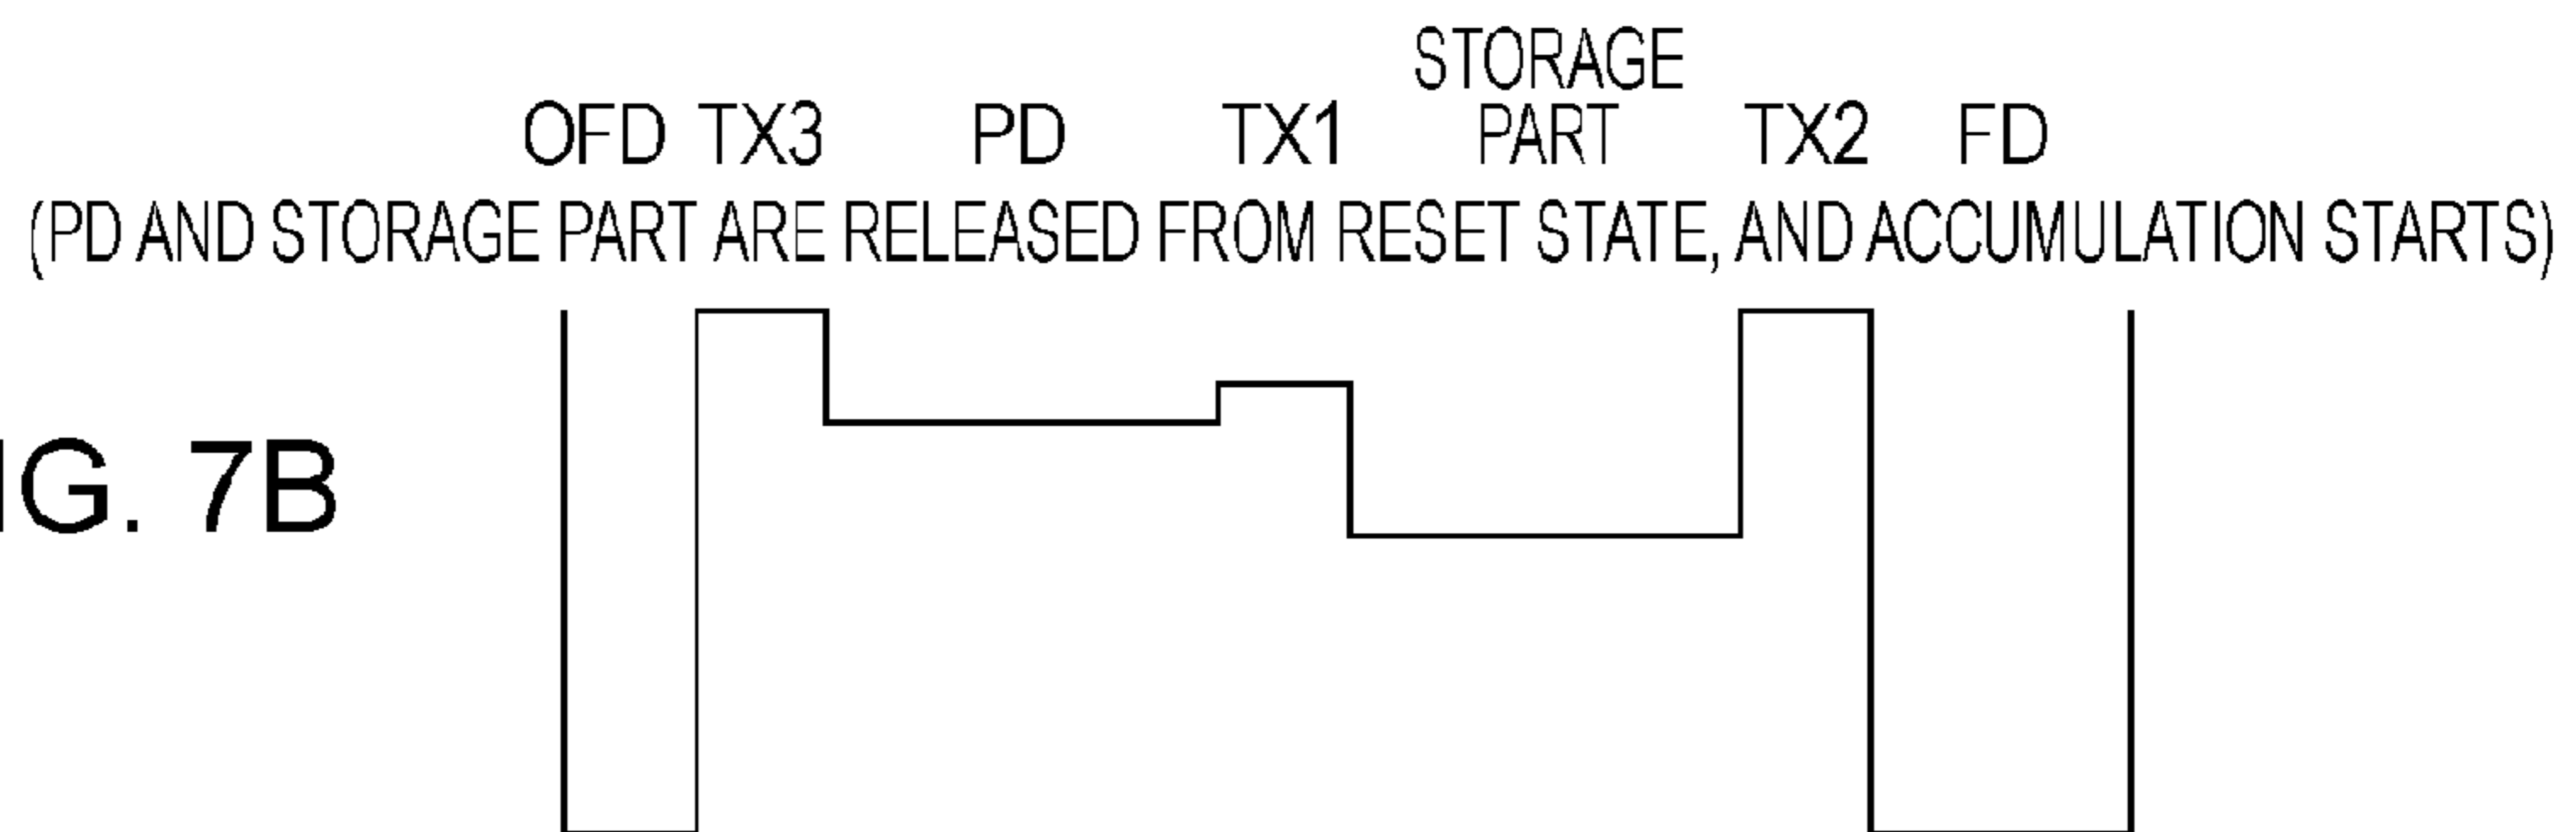 STORAGE
OFD TX3 PD TX1 PART TX2 FD
(PD AND STORAGE PART ARE RELEASED FROM RESET STATE, AND ACCUMULATION STARTS)
IG. 7B